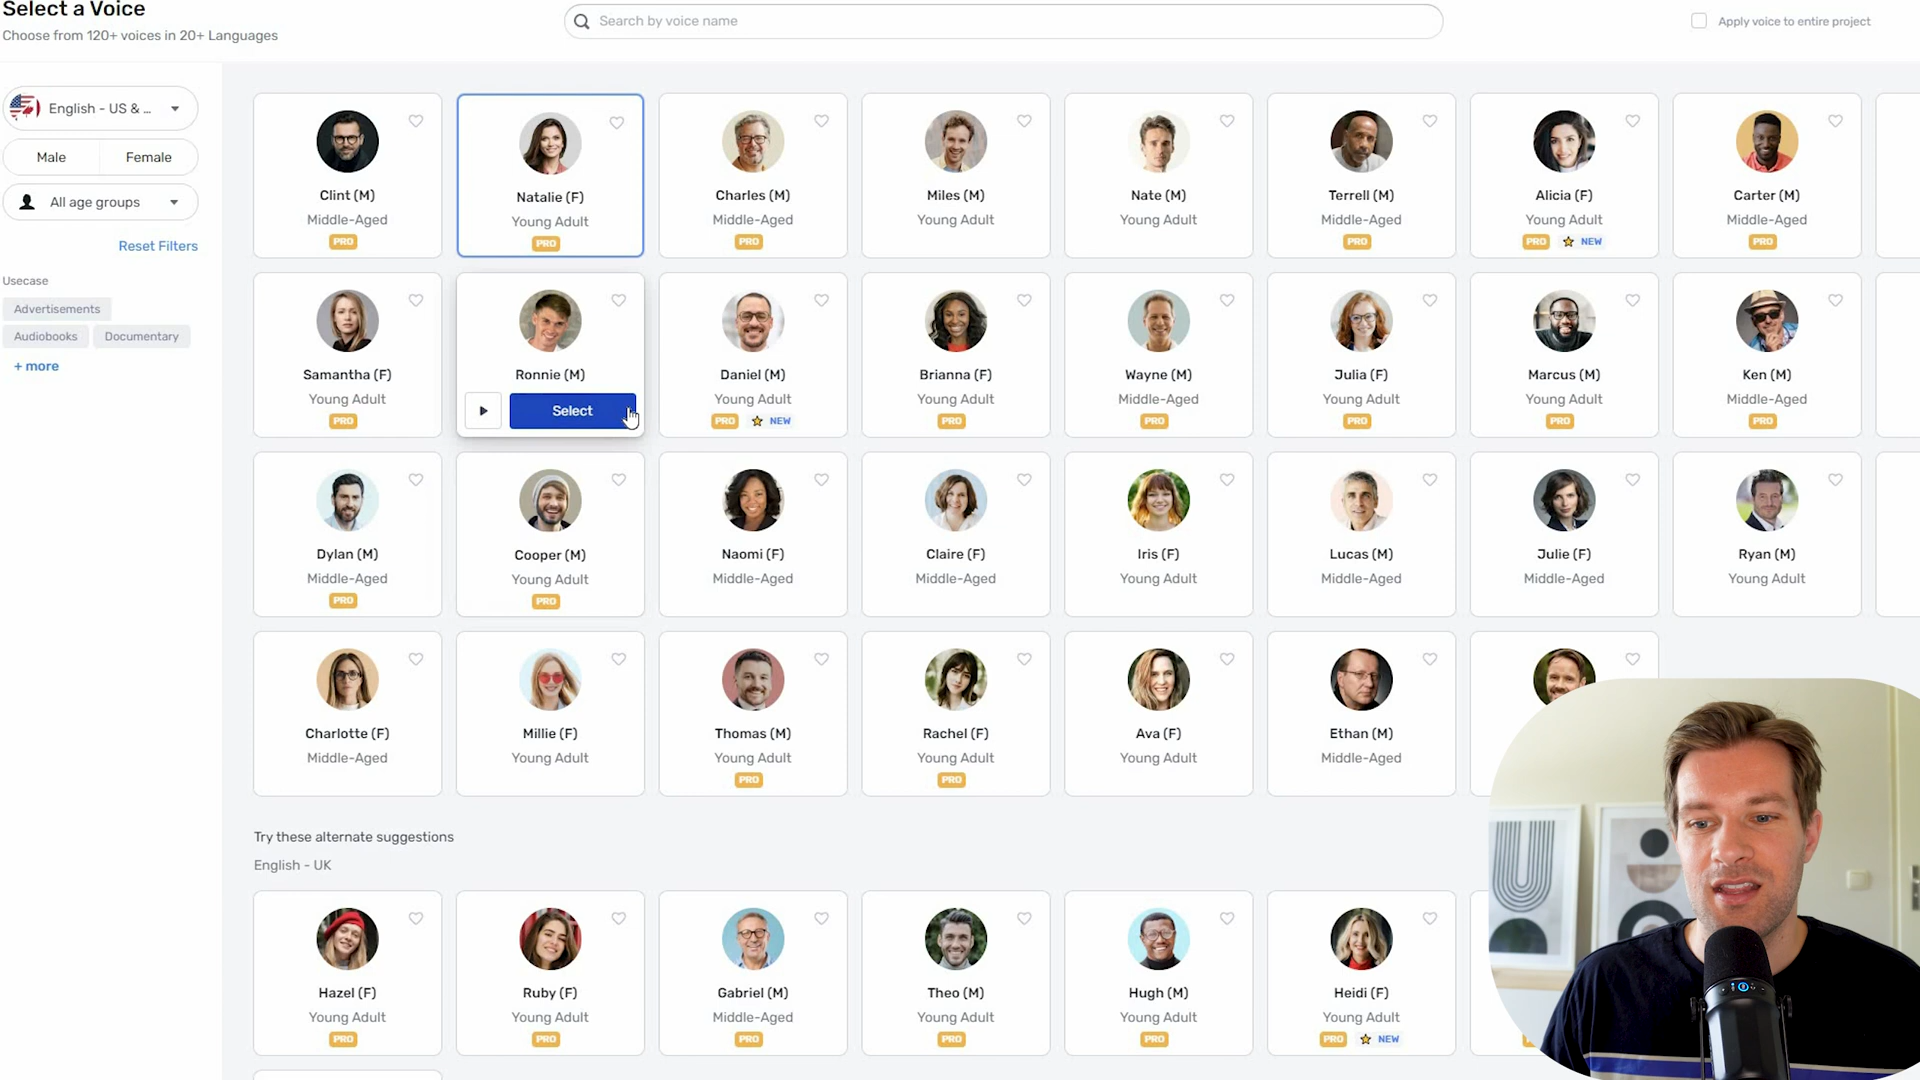 Select a Voice
Choose from 120+ voices in 20+ Languages
Search by voice name
Apply voice to entire project
English - US & ...
Male Female
All age groups
Reset Filters
Usecase
Advertisements
Audiobooks Documentary
+ more
Clint (M) Natalie (F) Charles (M) Miles (M) Nate (M) Terrell (M) Alicia (F) Carter (M)
Middle-Aged Young Adult Middle-Aged Young Adult Young Adult Middle-Aged Young Adult Middle-Aged
PRO PRO PRO PRO PRO NEW PRO
Samantha (F) Ronnie (M) Daniel (M) Brianna (F) Wayne (M) Julia (F) Marcus (M) Ken (M)
Young Adult Select Young Adult Young Adult Middle-Aged Young Adult Young Adult Middle-Aged
PRO PRO NEW PRO PRO PRO PRO PRO
Dylan (M) Cooper (M) Naomi (F) Claire (F) Iris (F) Lucas (M) Julie (F) Ryan (M)
Middle-Aged Young Adult Middle-Aged Middle-Aged Young Adult Middle-Aged Middle-Aged Young Adult
PRO PRO
Charlotte (F) Millie (F) Thomas (M) Rachel (F) Ava (F) Ethan (M)
Middle-Aged Young Adult Young Adult Young Adult Young Adult Middle-Aged
PRO PRO
Try these alternate suggestions
English - UK
Hazel (F) Ruby (F) Gabriel (M) Theo (M) Hugh (M) Heidi (F)
Young Adult Young Adult Middle-Aged Young Adult Young Adult Young Adult
PRO PRO PRO PRO PRO PRO NEW